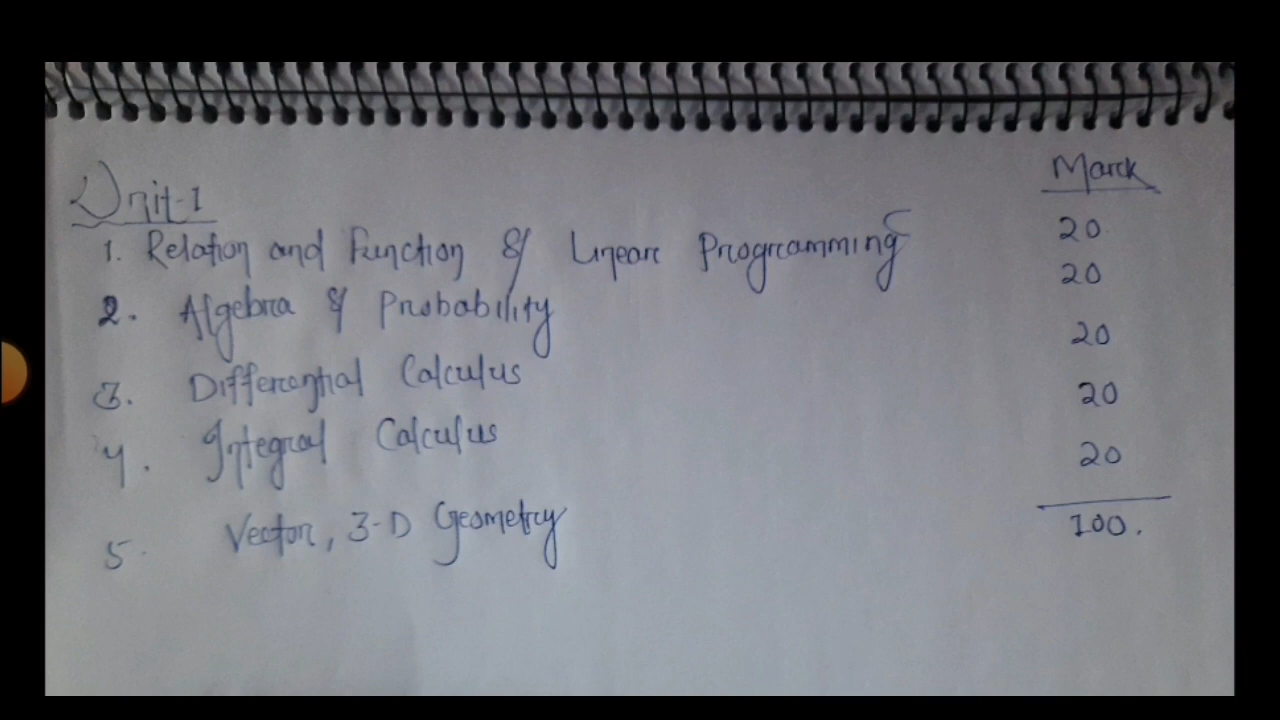 Unit-1 Marck
1. Relation and Function & Linear Programming 20
2. Algebra & Probability 20
3. Differential Calculus 20
4. Integral Calculus 20
5. Vector, 3-D Geometry 20
100.